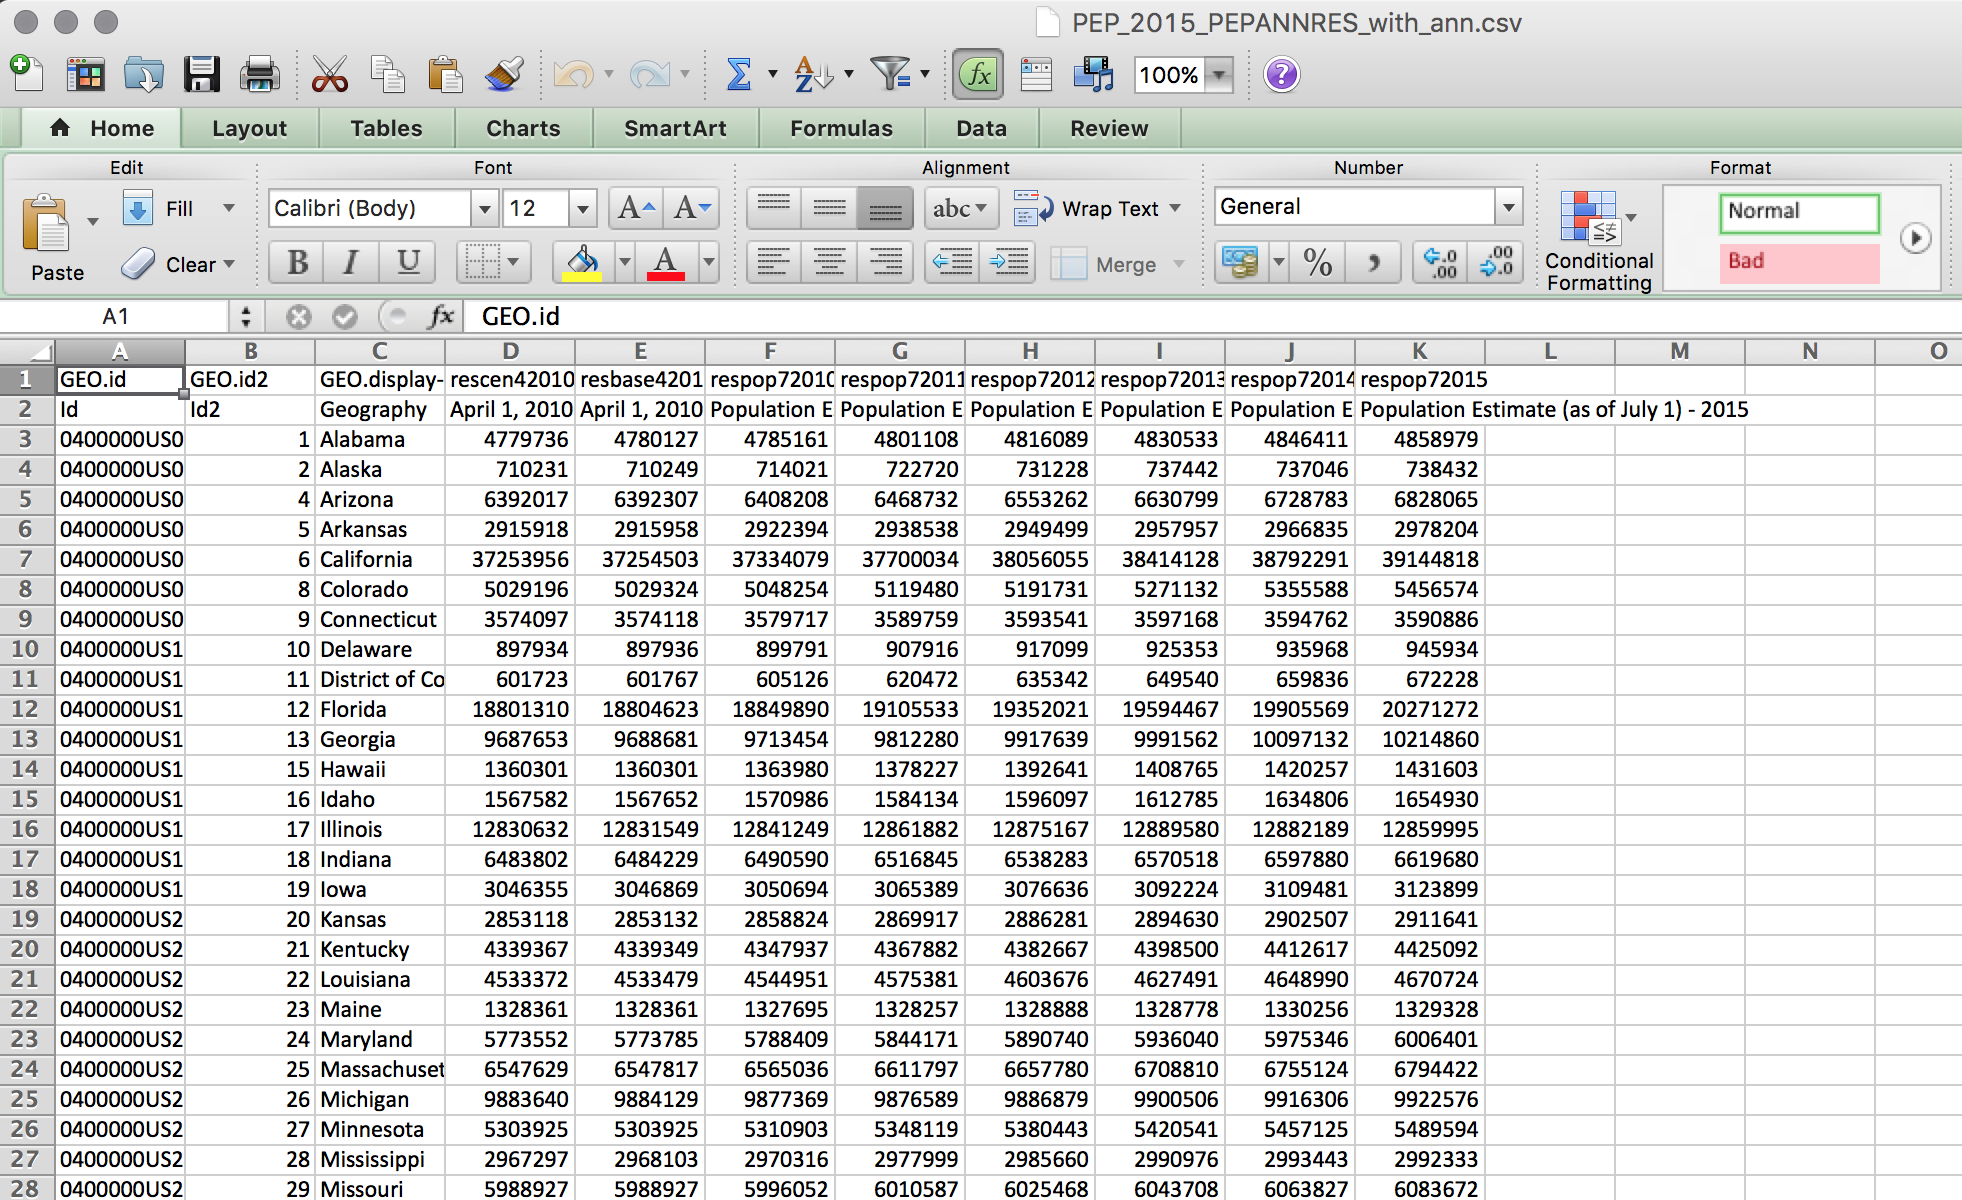 PEP_2015_PEPANNRES_with_ann.csv
Σ A Z fx 100% ?
Home Layout Tables Charts SmartArt Formulas Data Review
Edit Font Alignment Number Format
Paste Fill Clear
Calibri (Body) 12 A A
B I U A
abc Wrap Text
Merge
General
% , .0 .00 .00 .0
Conditional Formatting
Normal
Bad
A1 fx GEO.id
A B C D E F G H I J K L M N O
1 GEO.id GEO.id2 GEO.display- rescen42010 resbase4201 respop72010 respop72011 respop72012 respop72013 respop72014 respop72015
2 Id Id2 Geography April 1, 2010 April 1, 2010 Population E Population E Population E Population E Population E Population Estimate (as of July 1) - 2015
3 0400000US0 1 Alabama 4779736 4780127 4785161 4801108 4816089 4830533 4846411 4858979
4 0400000US0 2 Alaska 710231 710249 714021 722720 731228 737442 737046 738432
5 0400000US0 4 Arizona 6392017 6392307 6408208 6468732 6553262 6630799 6728783 6828065
6 0400000US0 5 Arkansas 2915918 2915958 2922394 2938538 2949499 2957957 2966835 2978204
7 0400000US0 6 California 37253956 37254503 37334079 37700034 38056055 38414128 38792291 39144818
8 0400000US0 8 Colorado 5029196 5029324 5048254 5119480 5191731 5271132 5355588 5456574
9 0400000US0 9 Connecticut 3574097 3574118 3579717 3589759 3593541 3597168 3594762 3590886
10 0400000US1 10 Delaware 897934 897936 899791 907916 917099 925353 935968 945934
11 0400000US1 11 District of Co 601723 601767 605126 620472 635342 649540 659836 672228
12 0400000US1 12 Florida 18801310 18804623 18849890 19105533 19352021 19594467 19905569 20271272
13 0400000US1 13 Georgia 9687653 9688681 9713454 9812280 9917639 9991562 10097132 10214860
14 0400000US1 15 Hawaii 1360301 1360301 1363980 1378227 1392641 1408765 1420257 1431603
15 0400000US1 16 Idaho 1567582 1567652 1570986 1584134 1596097 1612785 1634806 1654930
16 0400000US1 17 Illinois 12830632 12831549 12841249 12861882 12875167 12889580 12882189 12859995
17 0400000US1 18 Indiana 6483802 6484229 6490590 6516845 6538283 6570518 6597880 6619680
18 0400000US1 19 Iowa 3046355 3046869 3050694 3065389 3076636 3092224 3109481 3123899
19 0400000US2 20 Kansas 2853118 2853132 2858824 2869917 2886281 2894630 2902507 2911641
20 0400000US2 21 Kentucky 4339367 4339349 4347937 4367882 4382667 4398500 4412617 4425092
21 0400000US2 22 Louisiana 4533372 4533479 4544951 4575381 4603676 4627491 4648990 4670724
22 0400000US2 23 Maine 1328361 1328361 1327695 1328257 1328888 1328778 1330256 1329328
23 0400000US2 24 Maryland 5773552 5773785 5788409 5844171 5890740 5936040 5975346 6006401
24 0400000US2 25 Massachuset 6547629 6547817 6565036 6611797 6657780 6708810 6755124 6794422
25 0400000US2 26 Michigan 9883640 9884129 9877369 9876589 9886879 9900506 9916306 9922576
26 0400000US2 27 Minnesota 5303925 5303925 5310903 5348119 5380443 5420541 5457125 5489594
27 0400000US2 28 Mississippi 2967297 2968103 2970316 2977999 2985660 2990976 2993443 2992333
28 0400000US2 29 Missouri 5988927 5988927 5996052 6010587 6025468 6043708 6063827 6083672